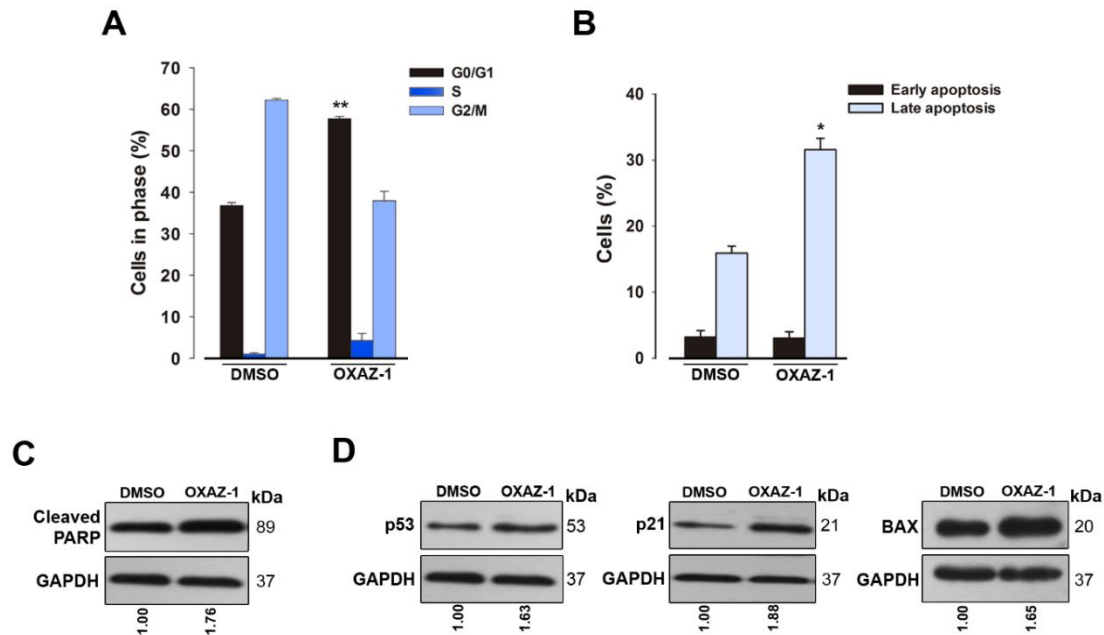 A
Cells in phase (%)
70
60
50
40
30
20
10
0
**
G0/G1
S
G2/M
DMSO
OXAZ-1
B
Cells (%)
40
30
20
10
0
*
Early apoptosis
Late apoptosis
DMSO
OXAZ-1
C
DMSO OXAZ-1 kDa
Cleaved
PARP
89
GAPDH
37
1.00
1.76
D
DMSO OXAZ-1 kDa
p53
53
GAPDH
37
1.00
1.63
DMSO OXAZ-1 kDa
p21
21
GAPDH
37
1.00
1.88
DMSO OXAZ-1 kDa
BAX
20
GAPDH
37
1.00
1.65